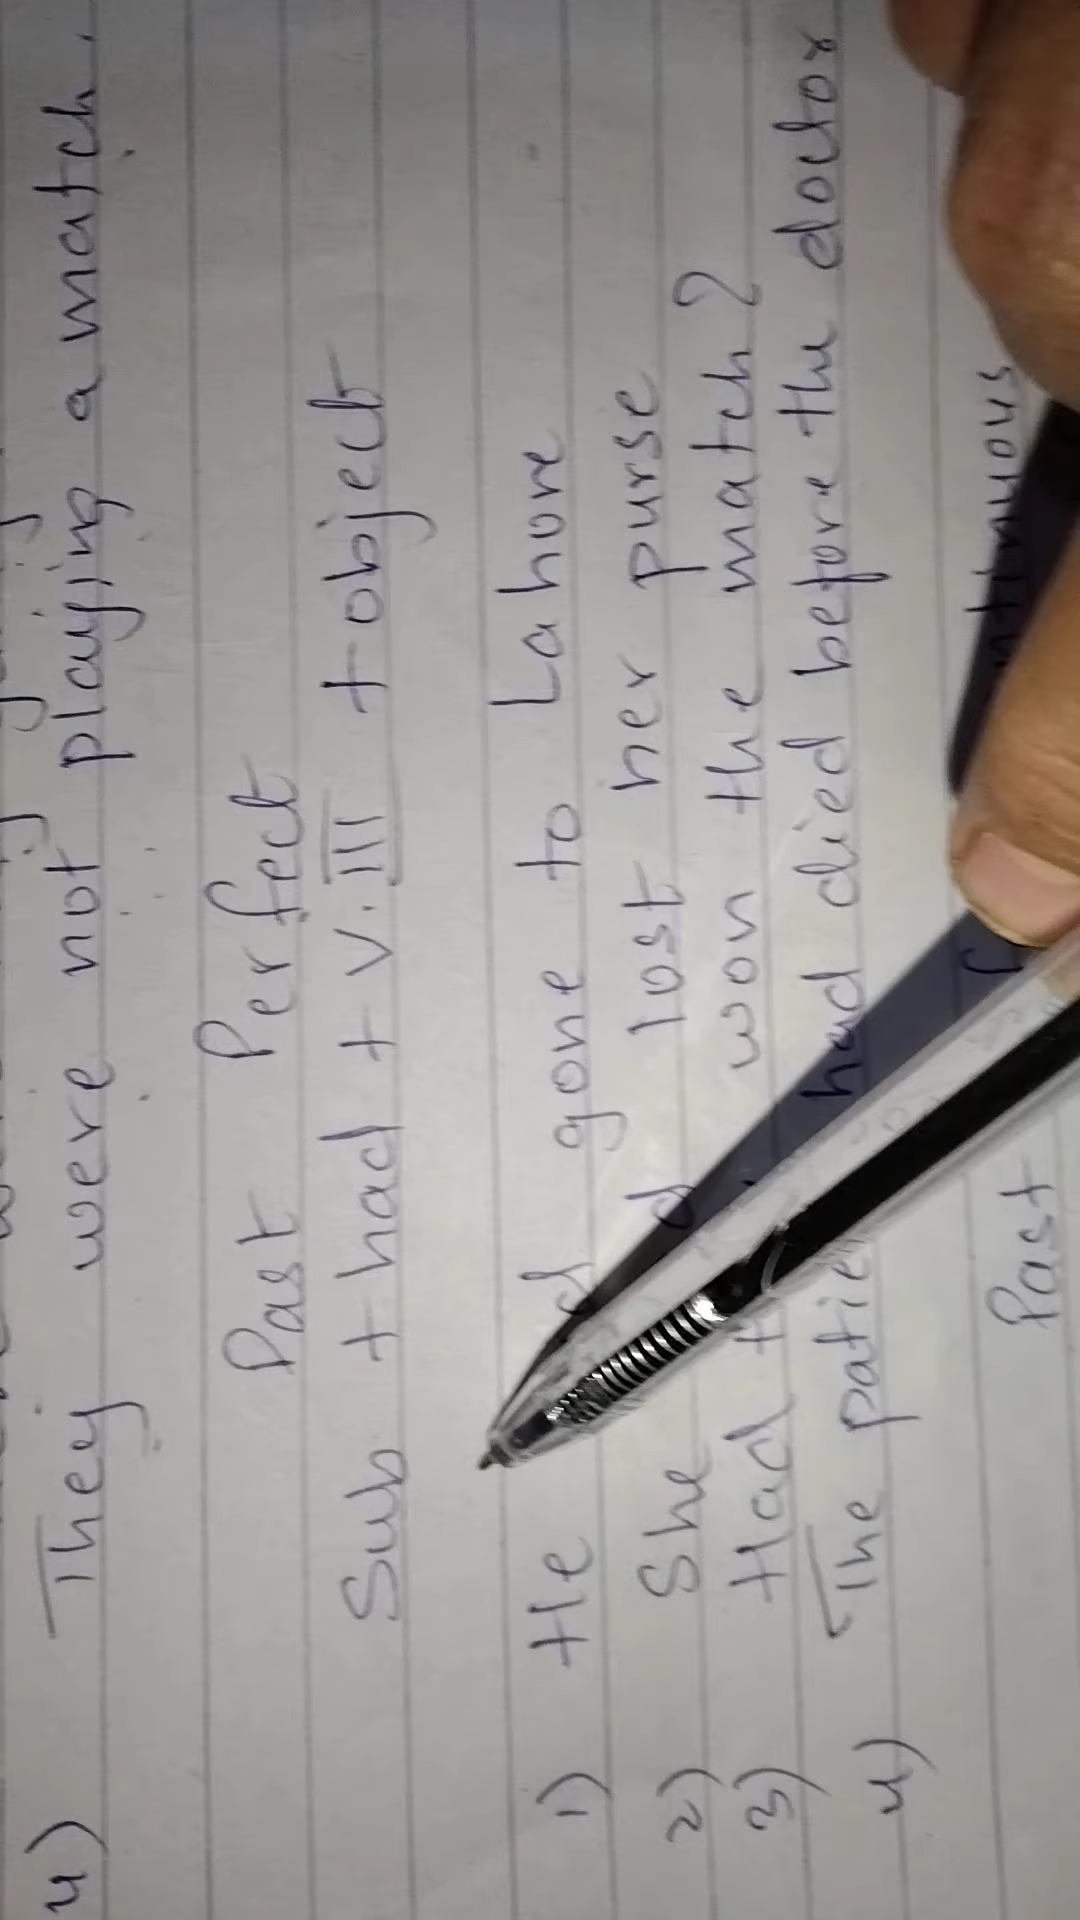 4) They were not playing a match.
Past Perfect
Sub + had + V.III + object
1) He gone to Lahore
2) She lost her purse
3) Had won the match?
4) The had died before the doctor
Past